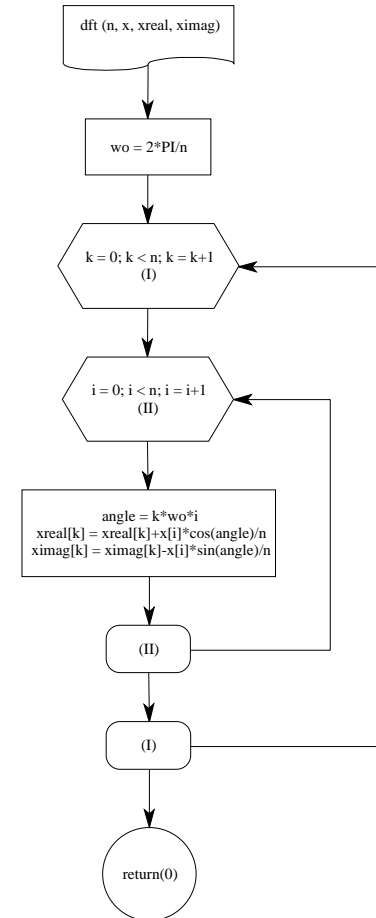 dft (n, x, xreal, ximag)
wo = 2*PI/n
k = 0; k < n; k = k+1
(I)
i = 0; i < n; i = i+1
(II)
angle = k*wo*i
xreal[k] = xreal[k]+x[i]*cos(angle)/n
ximag[k] = ximag[k]-x[i]*sin(angle)/n
(II)
(I)
return(0)